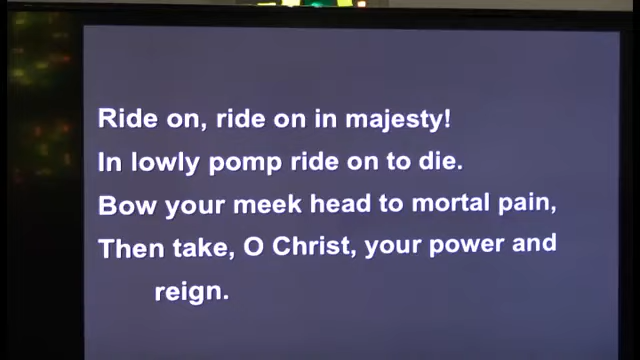 Ride on, ride on in majesty!
In lowly pomp ride on to die.
Bow your meek head to mortal pain,
Then take, O Christ, your power and
reign.